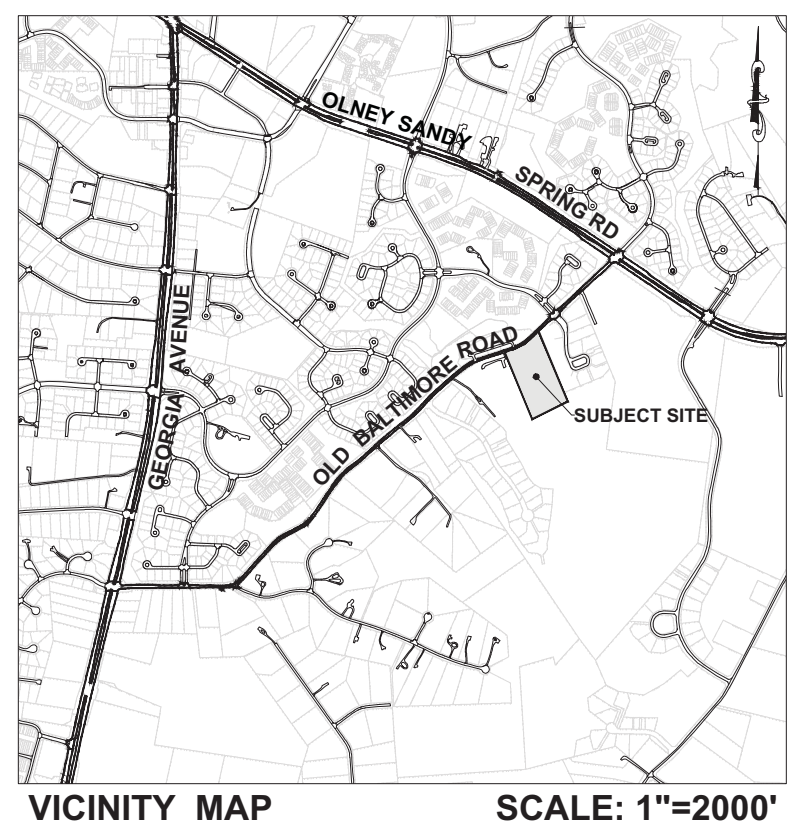 OLNEY SANDY
SPRING RD
GEORGIA AVENUE
OLD BALTIMORE ROAD
SUBJECT SITE
VICINITY MAP
SCALE: 1"=2000'